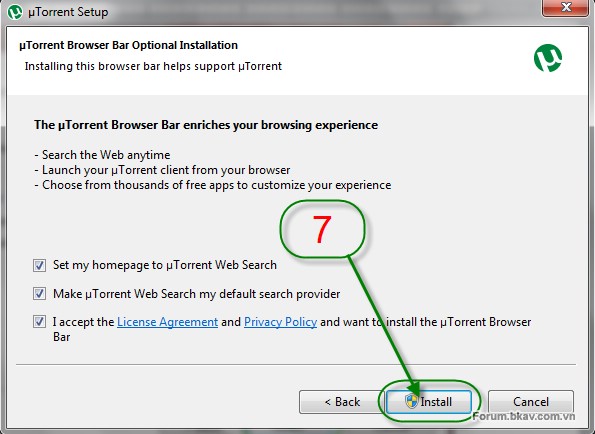 µTorrent Setup
µTorrent Browser Bar Optional Installation
Installing this browser bar helps support µTorrent
The µTorrent Browser Bar enriches your browsing experience
- Search the Web anytime
- Launch your µTorrent client from your browser
- Choose from thousands of free apps to customize your experience
7
Set my homepage to µTorrent Web Search
Make µTorrent Web Search my default search provider
I accept the License Agreement and Privacy Policy and want to install the µTorrent Browser
Bar
< Back Install Cancel
Forum.bkav.com.vn